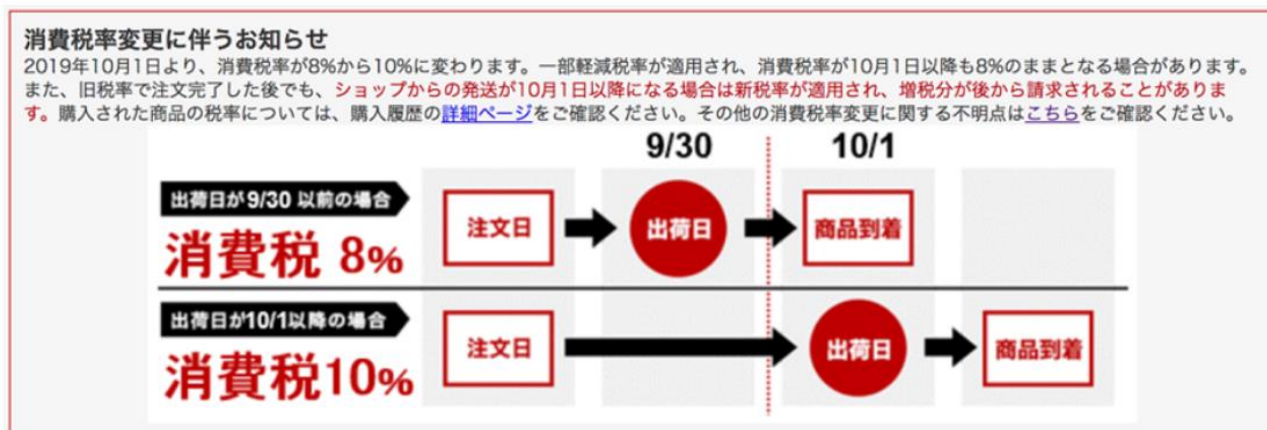 消費税率変更に伴うお知らせ
2019年10月1日より、消費税率が8%から10%に変わります。一部軽減税率が適用され、消費税率が10月1日以降も8%のままとなる場合があります。
また、旧税率で注文完了した後でも、ショップからの発送が10月1日以降になる場合は新税率が適用され、増税分が後から請求されることがありま
す。購入された商品の税率については、購入履歴の詳細ページをご確認ください。その他の消費税率変更に関する不明点はこちらをご確認ください。
9/30 10/1
出荷日が9/30 以前の場合
消費税 8%
注文日 出荷日 商品到着
出荷日が10/1以降の場合
消費税10%
注文日 出荷日 商品到着